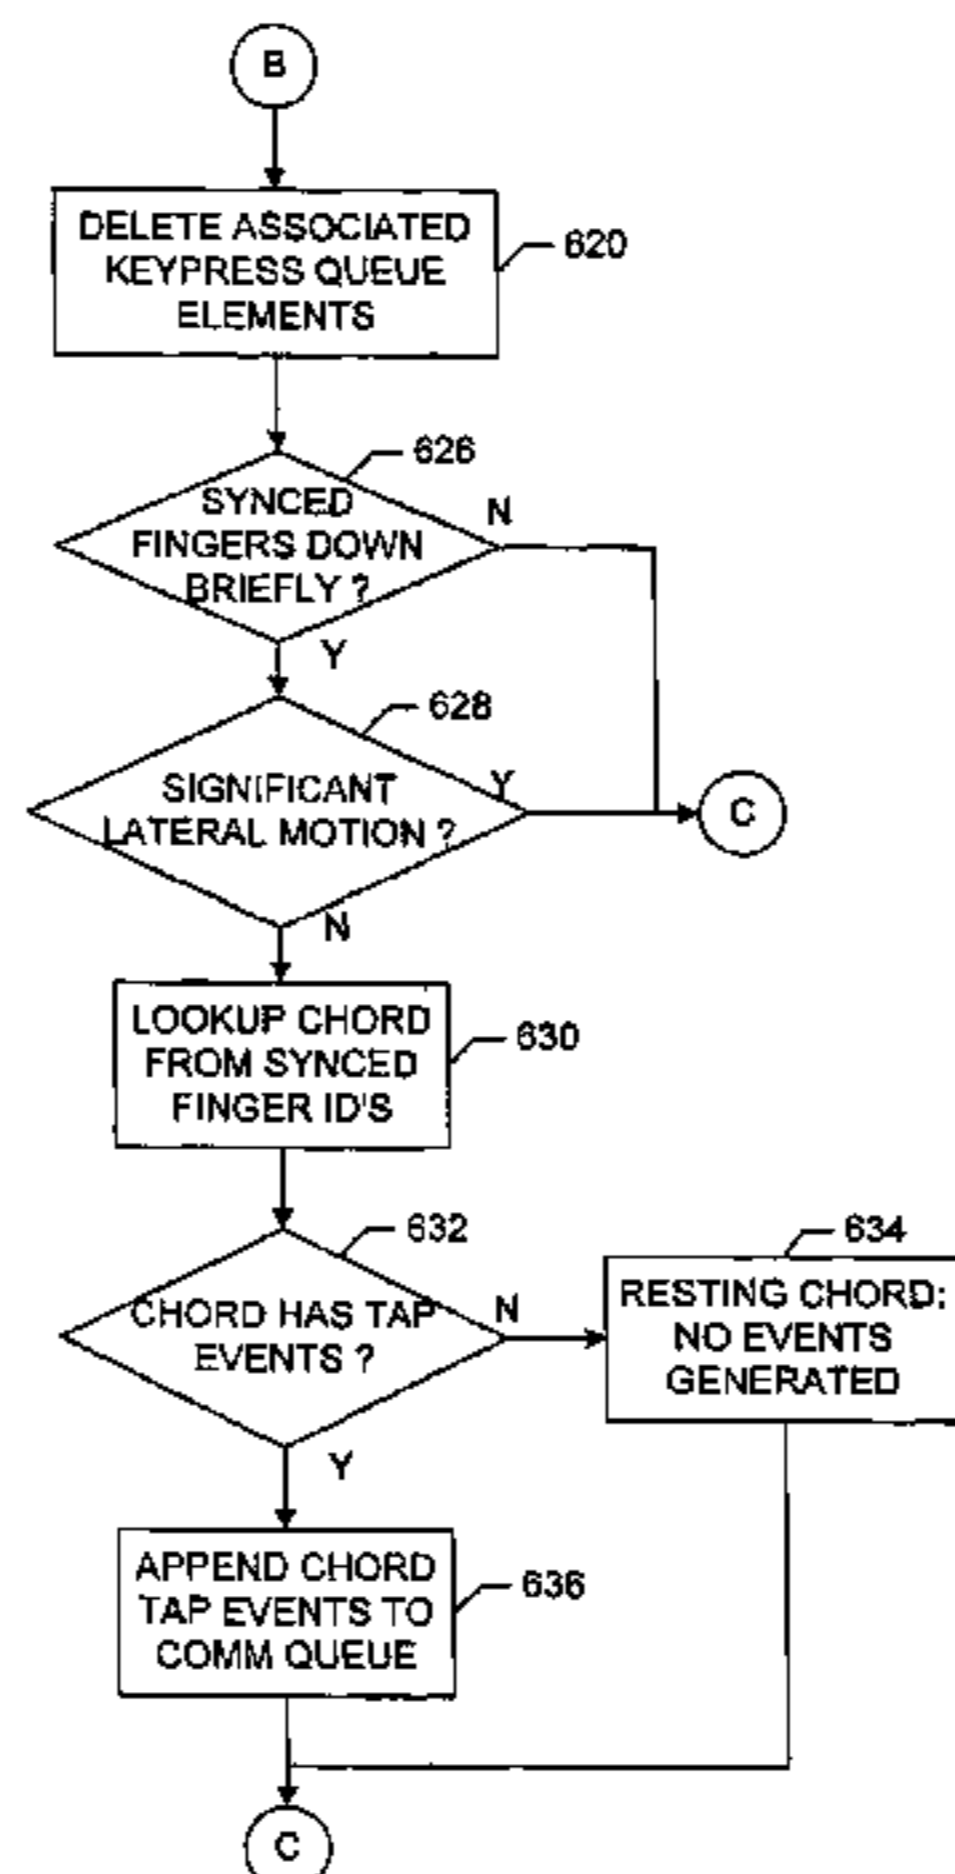 B
DELETE ASSOCIATED
KEYPRESS QUEUE
ELEMENTS
620
626
SYNCED
FINGERS DOWN
BRIEFLY ?
N
Y
628
SIGNIFICANT
LATERAL MOTION ?
Y
C
N
LOOKUP CHORD
FROM SYNCED
FINGER ID'S
630
632
CHORD HAS TAP
EVENTS ?
N
634
RESTING CHORD;
NO EVENTS
GENERATED
Y
APPEND CHORD
TAP EVENTS TO
COMM QUEUE
636
C